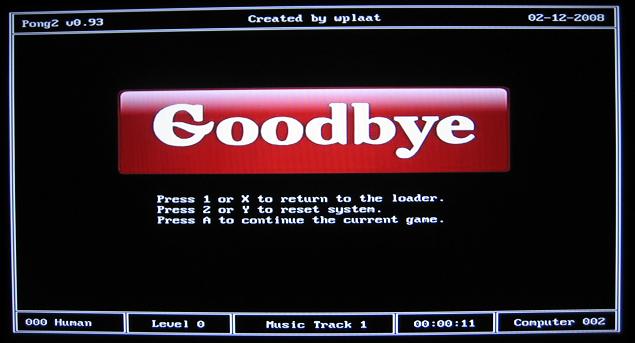 Pong2 v0.93 Created by wplaat 02-12-2008
Goodbye
Press 1 or X to return to the loader.
Press 2 or Y to reset system.
Press A to continue the current game.
000 Human Level 0 Music Track 1 00:00:11 Computer 002